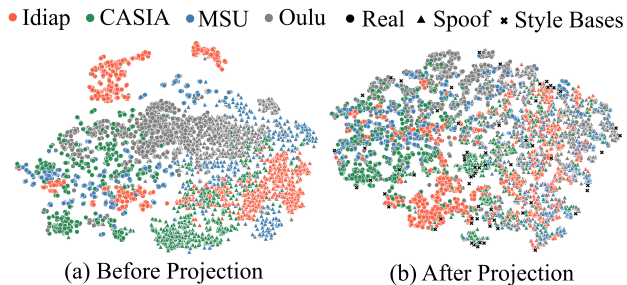 Idiap CASIA MSU Oulu Real Spoof Style Bases
(a) Before Projection (b) After Projection